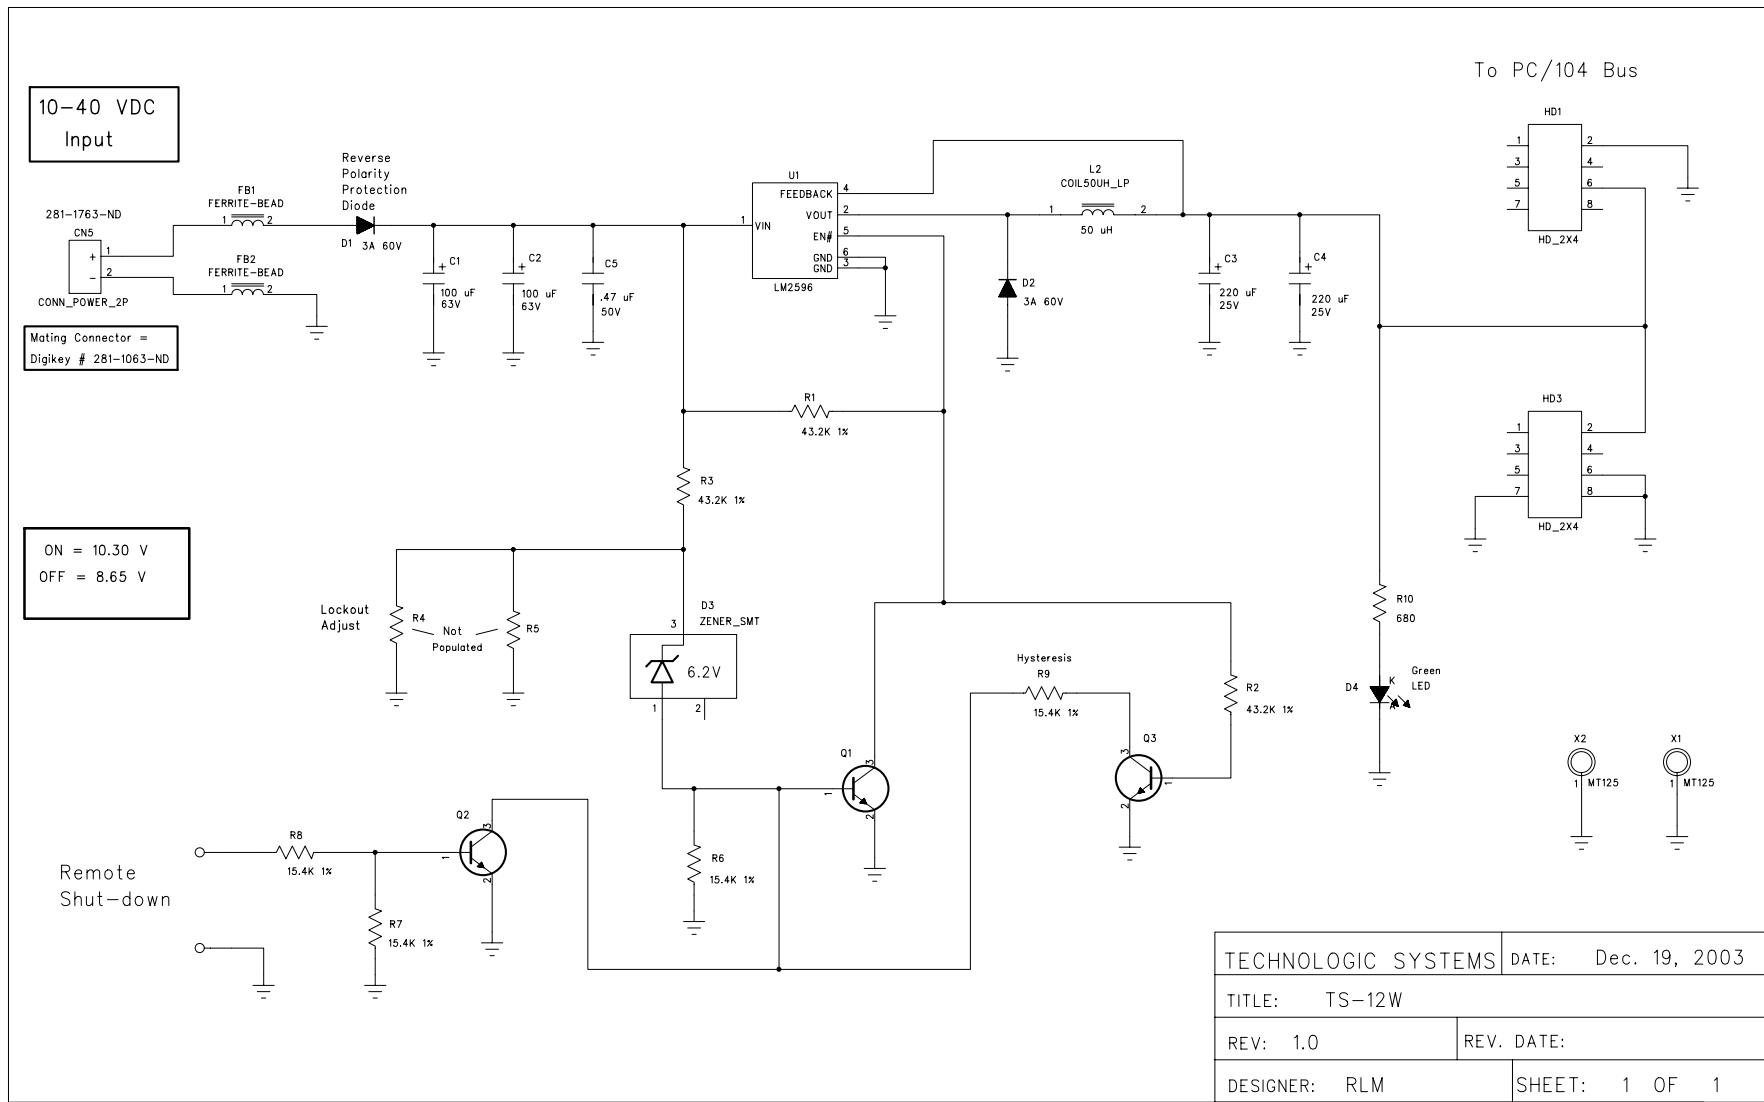 To PC/104 Bus
10-40 VDC
Input
HD1
1 2
3 4
5 6
7 8
HD_2X4
Reverse
Polarity
Protection
Diode
D1 3A 60V
FB1
FERRITE-BEAD
1 2
281-1763-ND
CN5
+ 1
- 2
CONN_POWER_2P
FB2
FERRITE-BEAD
1 2
Mating Connector =
Digikey # 281-1063-ND
+ C1
100 uF
63V
+ C2
100 uF
63V
C5
.47 uF
50V
U1
FEEDBACK 4
VOUT 2
1 VIN
EN# 5
GND 6
GND 3
LM2596
L2
COIL50UH_LP
1 2
50 uH
D2
3A 60V
+ C3
220 uF
25V
+ C4
220 uF
25V
R1
43.2K 1%
HD3
1 2
3 4
5 6
7 8
HD_2X4
R3
43.2K 1%
ON = 10.30 V
OFF = 8.65 V
Lockout
Adjust
R4
Not
Populated
R5
D3
ZENER_SMT
3
6.2V
1 2
R10
680
Hysteresis
R9
15.4K 1%
R2
43.2K 1%
Green
LED
D4
K
A
Q1
3
1
2
Q3
3
1
2
X2
1 MT125
X1
1 MT125
Q2
3
1
2
R8
15.4K 1%
R6
15.4K 1%
Remote
Shut-down
R7
15.4K 1%
TECHNOLOGIC SYSTEMS
DATE: Dec. 19, 2003
TITLE: TS-12W
REV: 1.0
REV. DATE:
DESIGNER: RLM
SHEET: 1 OF 1